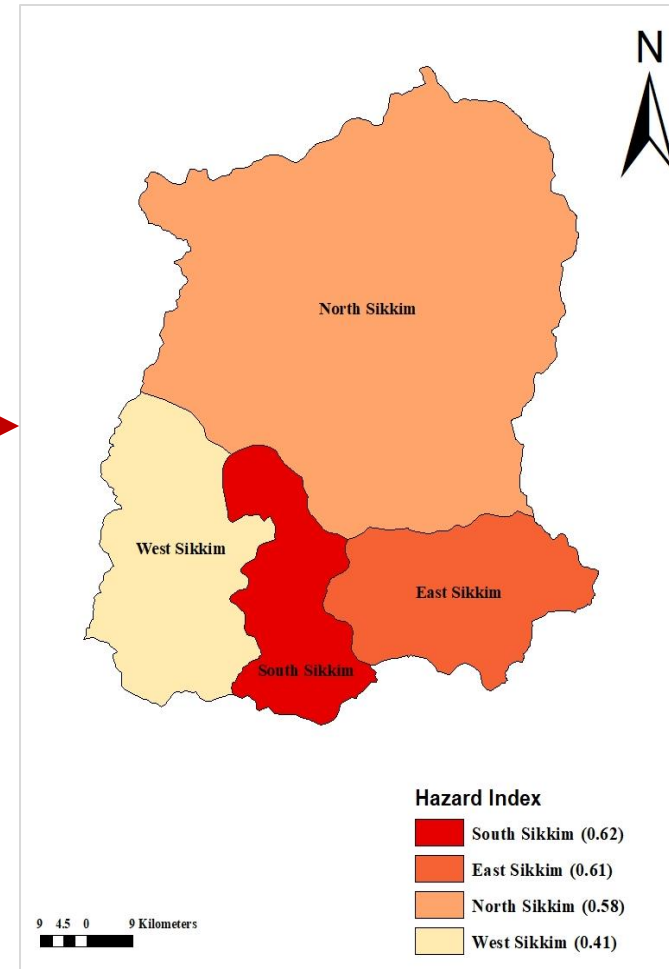 N
North Sikkim
West Sikkim
East Sikkim
South Sikkim
Hazard Index
South Sikkim (0.62)
East Sikkim (0.61)
North Sikkim (0.58)
West Sikkim (0.41)
9 4.5 0 9 Kilometers